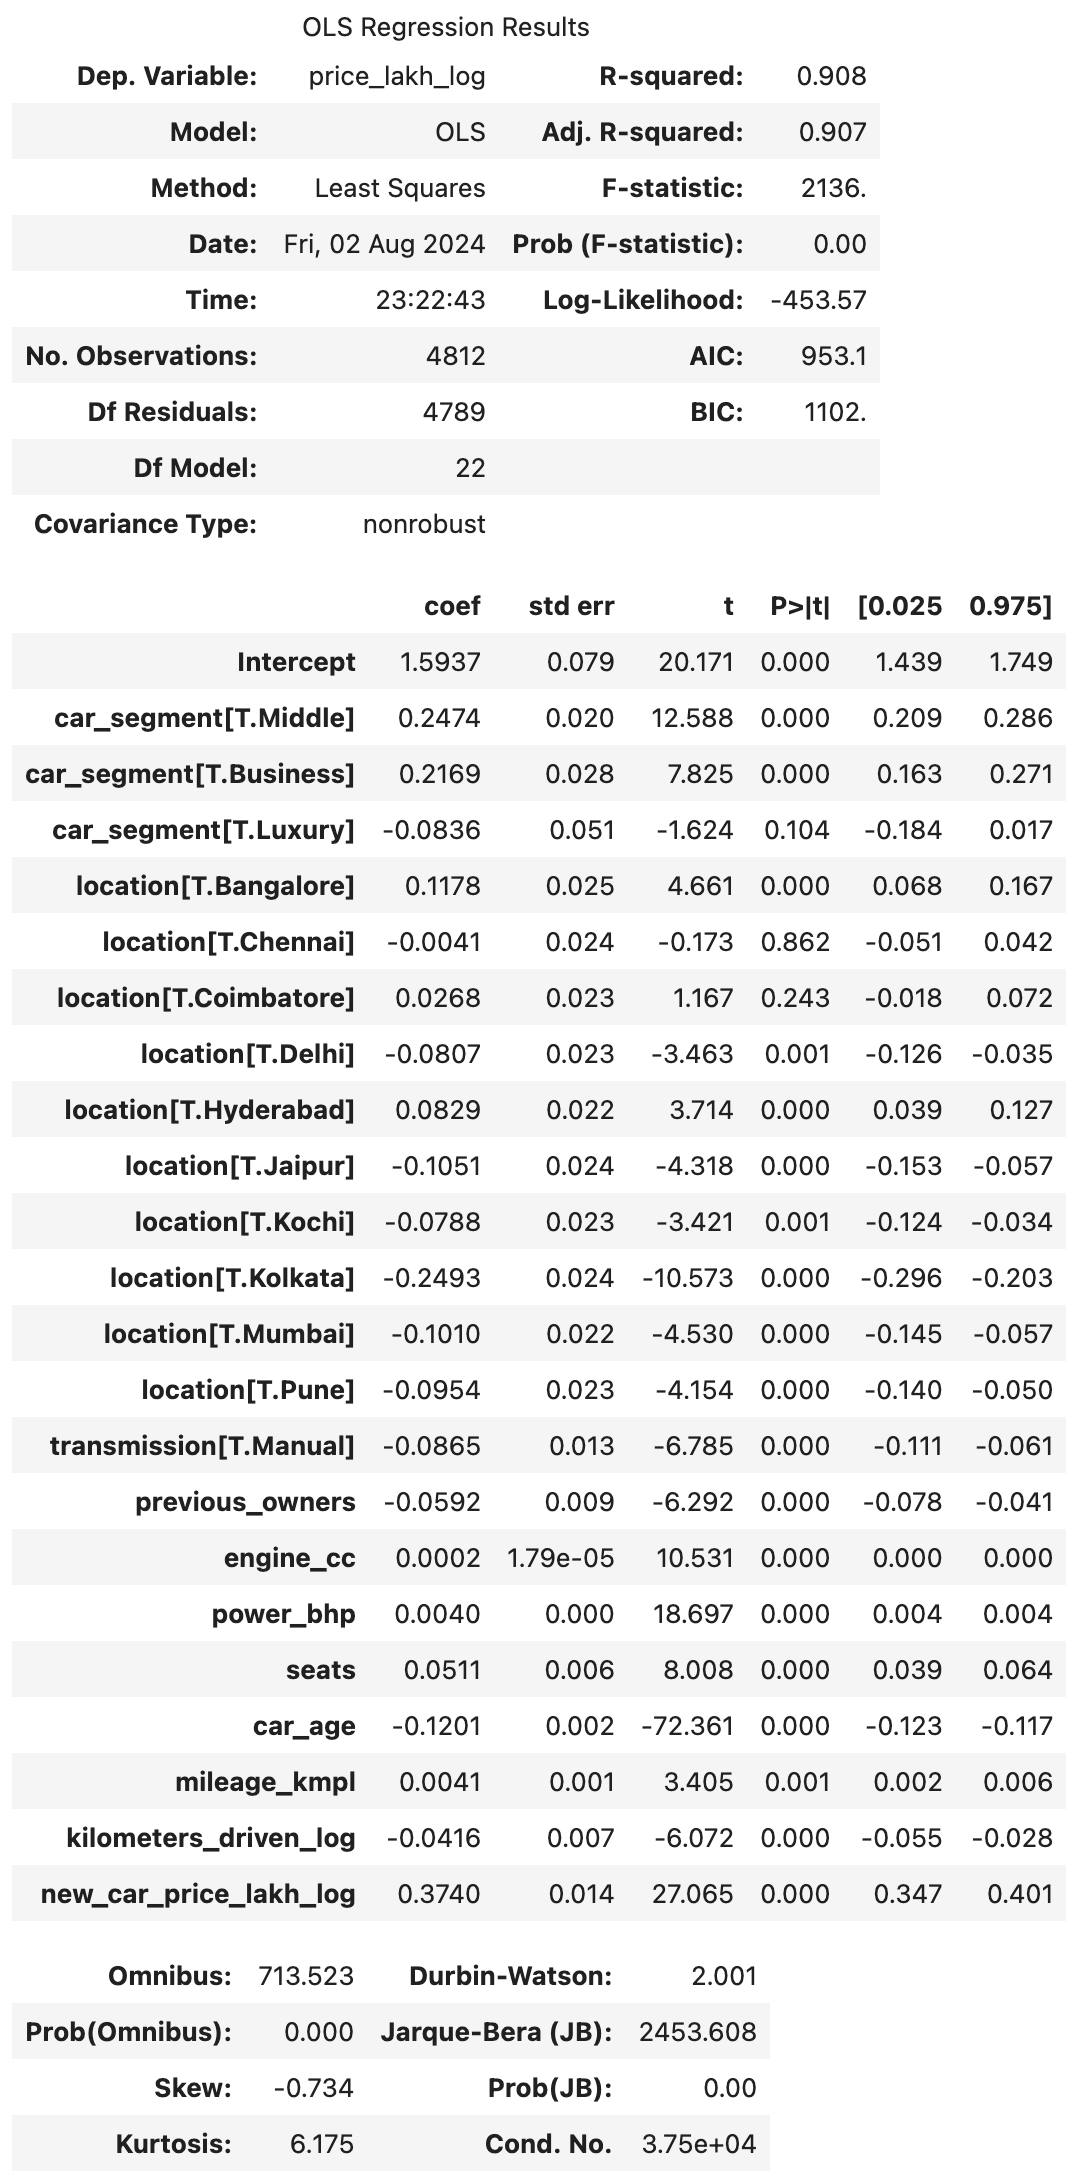 OLS Regression Results
Dep. Variable: price_lakh_log R-squared: 0.908
Model: OLS Adj. R-squared: 0.907
Method: Least Squares F-statistic: 2136.
Date: Fri, 02 Aug 2024 Prob (F-statistic): 0.00
Time: 23:22:43 Log-Likelihood: -453.57
No. Observations: 4812 AIC: 953.1
Df Residuals: 4789 BIC: 1102.
Df Model: 22
Covariance Type: nonrobust
coef std err t P>|t| [0.025 0.975]
Intercept 1.5937 0.079 20.171 0.000 1.439 1.749
car_segment[T.Middle] 0.2474 0.020 12.588 0.000 0.209 0.286
car_segment[T.Business] 0.2169 0.028 7.825 0.000 0.163 0.271
car_segment[T.Luxury] -0.0836 0.051 -1.624 0.104 -0.184 0.017
location[T.Bangalore] 0.1178 0.025 4.661 0.000 0.068 0.167
location[T.Chennai] -0.0041 0.024 -0.173 0.862 -0.051 0.042
location[T.Coimbatore] 0.0268 0.023 1.167 0.243 -0.018 0.072
location[T.Delhi] -0.0807 0.023 -3.463 0.001 -0.126 -0.035
location[T.Hyderabad] 0.0829 0.022 3.714 0.000 0.039 0.127
location[T.Jaipur] -0.1051 0.024 -4.318 0.000 -0.153 -0.057
location[T.Kochi] -0.0788 0.023 -3.421 0.001 -0.124 -0.034
location[T.Kolkata] -0.2493 0.024 -10.573 0.000 -0.296 -0.203
location[T.Mumbai] -0.1010 0.022 -4.530 0.000 -0.145 -0.057
location[T.Pune] -0.0954 0.023 -4.154 0.000 -0.140 -0.050
transmission[T.Manual] -0.0865 0.013 -6.785 0.000 -0.111 -0.061
previous_owners -0.0592 0.009 -6.292 0.000 -0.078 -0.041
engine_cc 0.0002 1.79e-05 10.531 0.000 0.000 0.000
power_bhp 0.0040 0.000 18.697 0.000 0.004 0.004
seats 0.0511 0.006 8.008 0.000 0.039 0.064
car_age -0.1201 0.002 -72.361 0.000 -0.123 -0.117
mileage_kmpl 0.0041 0.001 3.405 0.001 0.002 0.006
kilometers_driven_log -0.0416 0.007 -6.072 0.000 -0.055 -0.028
new_car_price_lakh_log 0.3740 0.014 27.065 0.000 0.347 0.401
Omnibus: 713.523 Durbin-Watson: 2.001
Prob(Omnibus): 0.000 Jarque-Bera (JB): 2453.608
Skew: -0.734 Prob(JB): 0.00
Kurtosis: 6.175 Cond. No. 3.75e+04